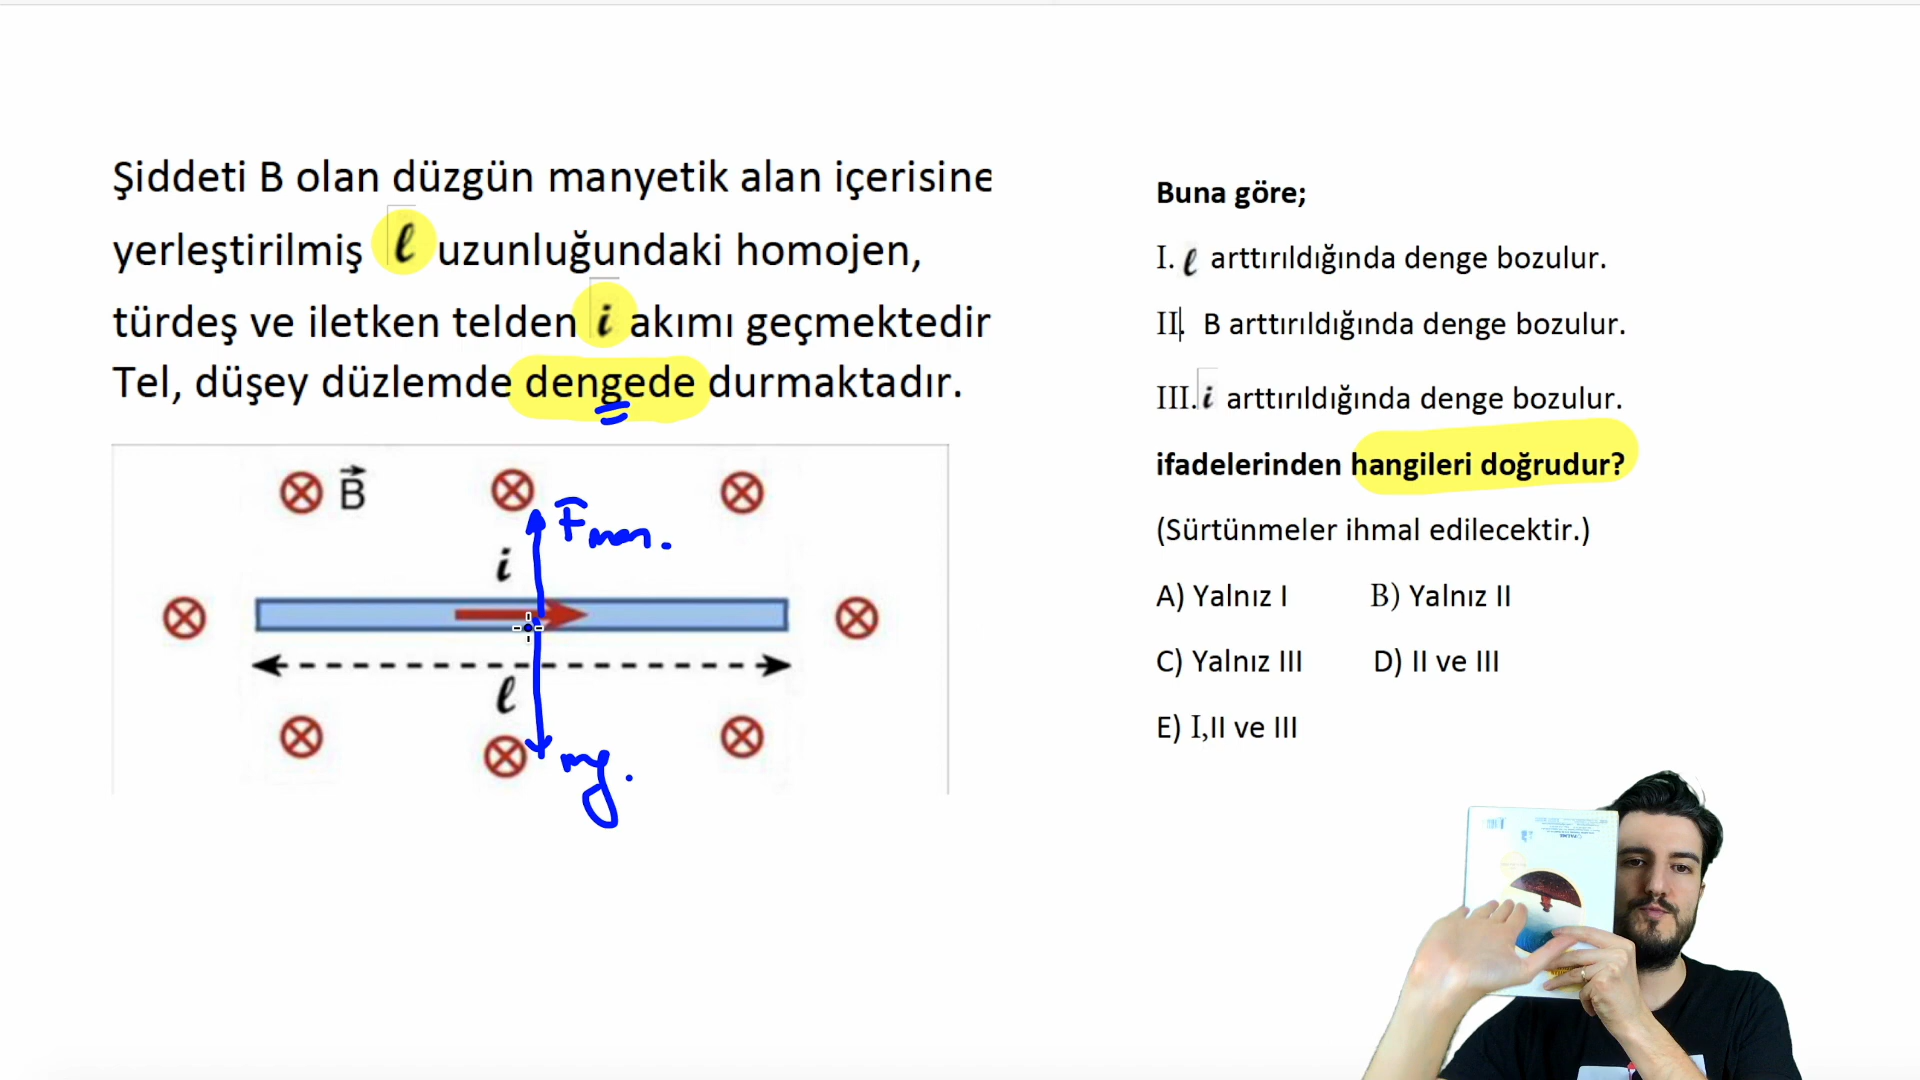 Şiddeti B olan düzgün manyetik alan içerisine
yerleştirilmiş ℓ uzunluğundaki homojen,
türdeş ve iletken telden i akımı geçmektedir
Tel, düşey düzlemde dengede durmaktadır.
B
F man.
i
ℓ
mg.
Buna göre;
I. ℓ arttırıldığında denge bozulur.
II. B arttırıldığında denge bozulur.
III. i arttırıldığında denge bozulur.
ifadelerinden hangileri doğrudur?
(Sürtünmeler ihmal edilecektir.)
A) Yalnız I B) Yalnız II
C) Yalnız III D) II ve III
E) I,II ve III